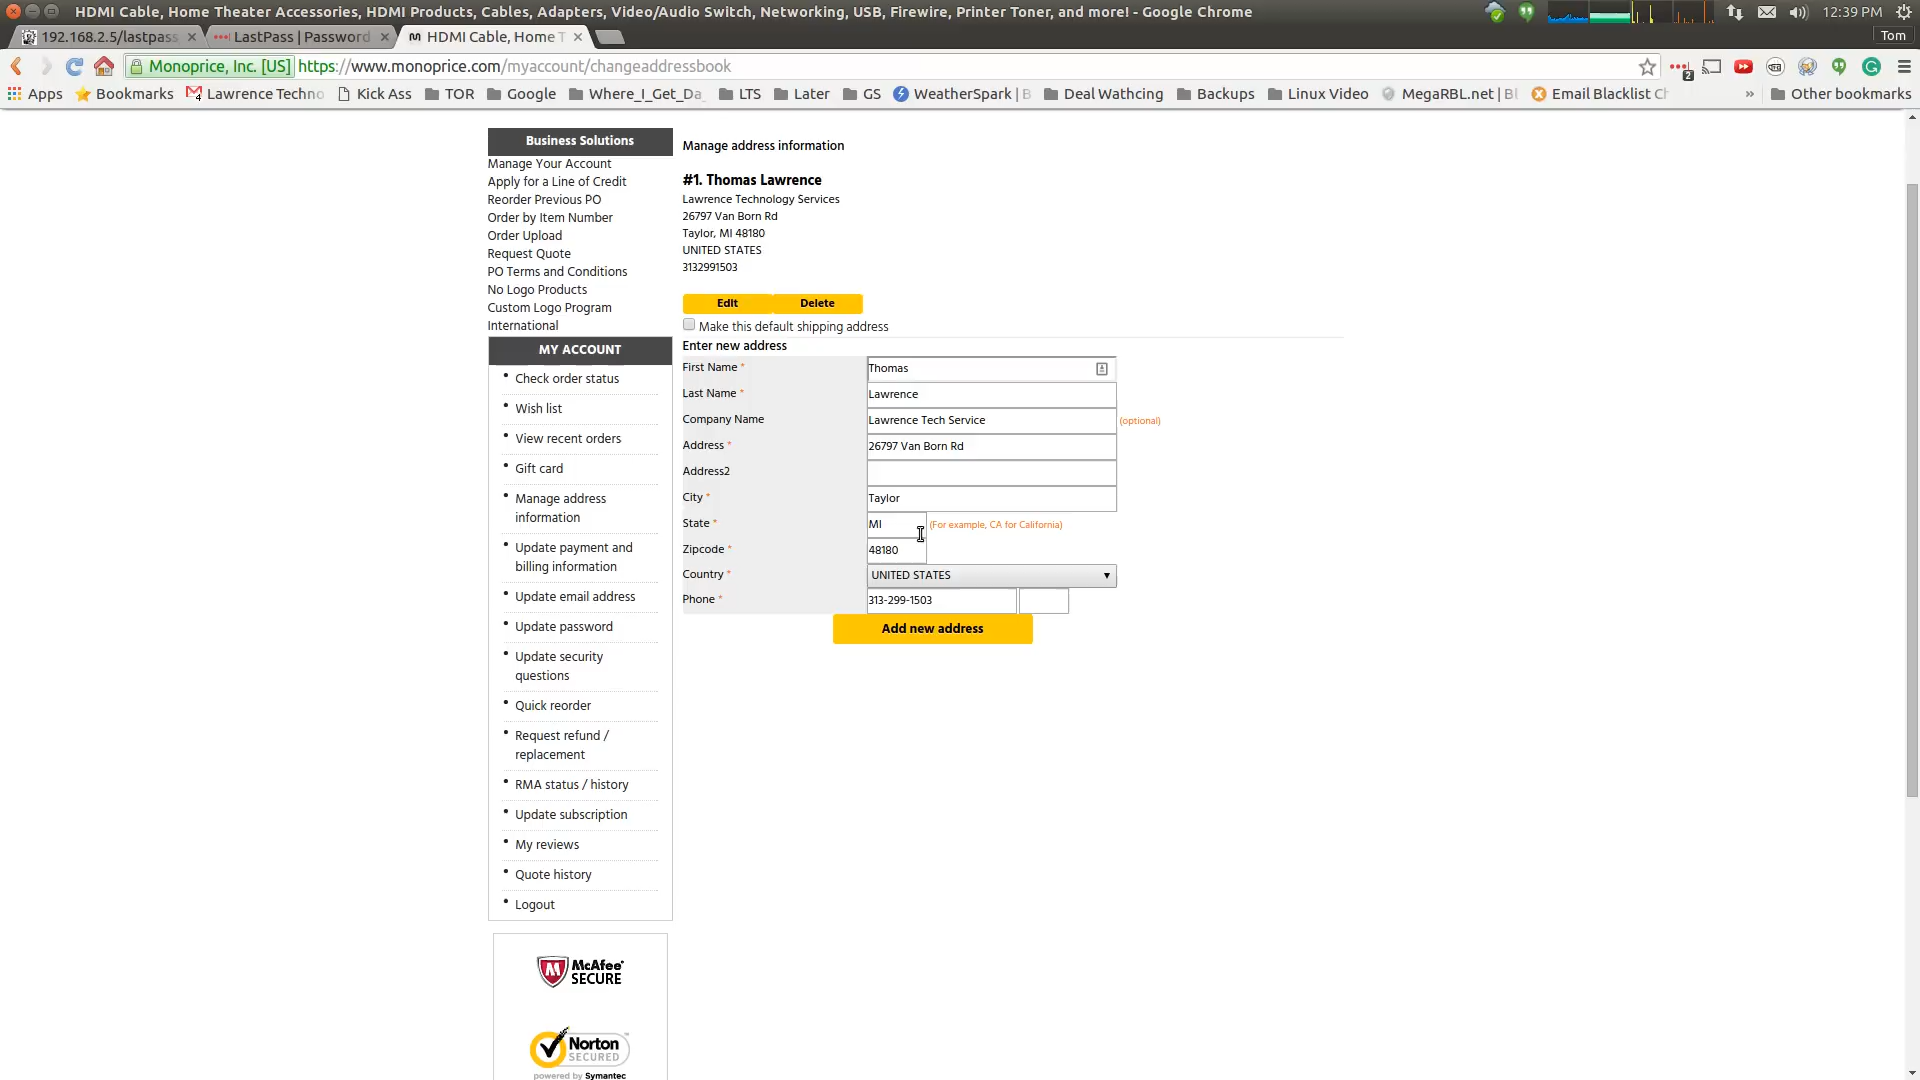 HDMI Cable, Home Theater Accessories, HDMI Products, Cables, Adapters, Video/Audio Switch, Networking, USB, Firewire, Printer Toner, and more! - Google Chrome
12:39 PM
192.168.2.5/lastpass
LastPass | Password
HDMI Cable, Home T
Tom
Monoprice, Inc. [US] https://www.monoprice.com/myaccount/changeaddressbook
2
Apps Bookmarks Lawrence Techno Kick Ass TOR Google Where_I_Get_Da LTS Later GS WeatherSpark | B Deal Wathcing Backups Linux Video MegaRBL.net | Bl Email Blacklist Ch » Other bookmarks
Business Solutions
Manage Your Account
Apply for a Line of Credit
Reorder Previous PO
Order by Item Number
Order Upload
Request Quote
PO Terms and Conditions
No Logo Products
Custom Logo Program
International
MY ACCOUNT
Check order status
Wish list
View recent orders
Gift card
Manage address
information
Update payment and
billing information
Update email address
Update password
Update security
questions
Quick reorder
Request refund /
replacement
RMA status / history
Update subscription
My reviews
Quote history
Logout
McAfee
SECURE
Norton
SECURED
powered by Symantec
Manage address information
#1. Thomas Lawrence
Lawrence Technology Services
26797 Van Born Rd
Taylor, MI 48180
UNITED STATES
3132991503
Edit Delete
Make this default shipping address
Enter new address
First Name * Thomas
Last Name * Lawrence
Company Name Lawrence Tech Service (optional)
Address * 26797 Van Born Rd
Address2
City * Taylor
State * MI (For example, CA for California)
Zipcode * 48180
Country * UNITED STATES
Phone * 313-299-1503
Add new address